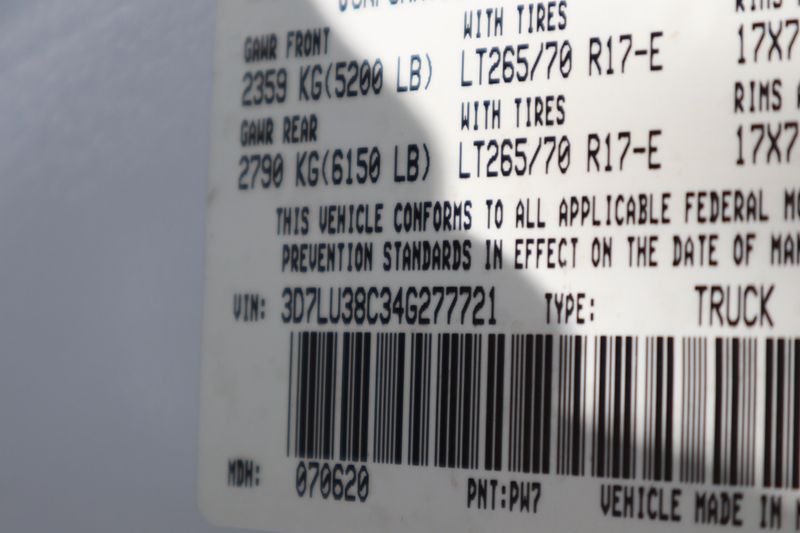 WITH TIRES
GAWR FRONT
2359 KG(5200 LB) LT265/70 R17-E 17X7
WITH TIRES RIMS
GAWR REAR
2790 KG(6150 LB) LT265/70 R17-E 17X7
THIS VEHICLE CONFORMS TO ALL APPLICABLE FEDERAL
PREVENTION STANDARDS IN EFFECT ON THE DATE OF
VIN: 3D7LU38C34G277721 TYPE: TRUCK
MDH: 070620 PNT:PW7 VEHICLE MADE IN